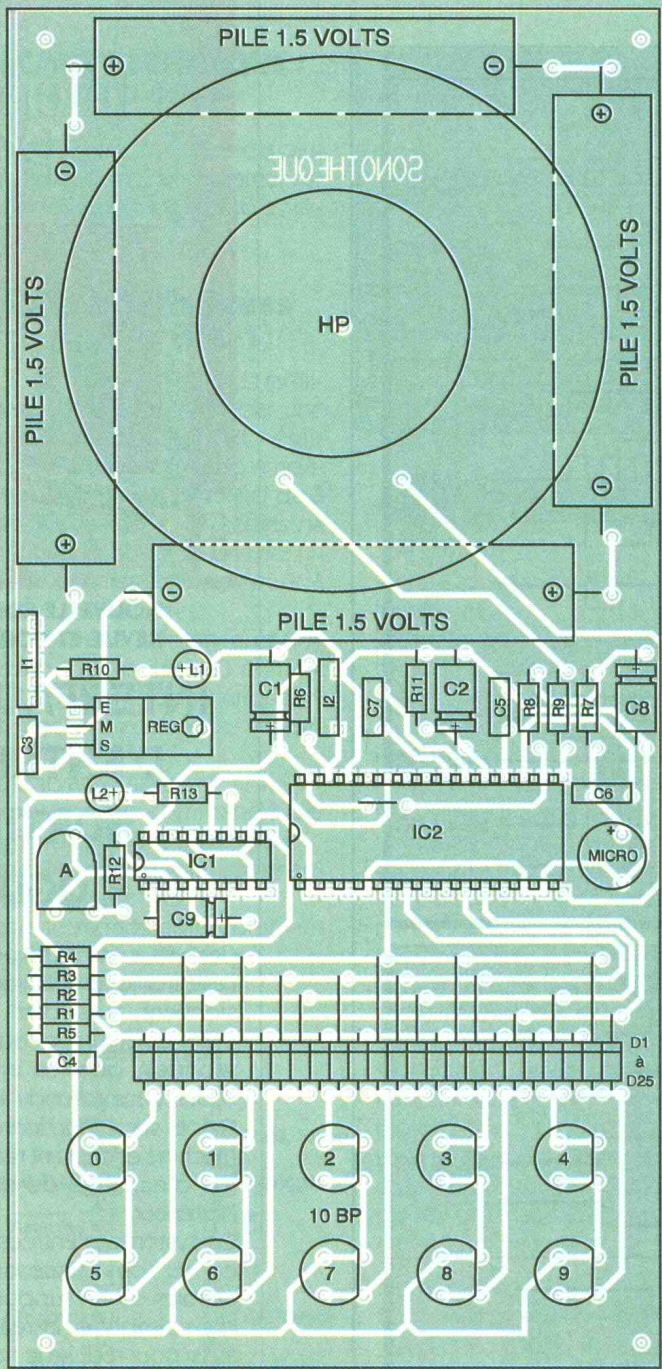 PILE 1.5 VOLTS
+
-
-
+
SONOTHEQUE
PILE 1.5 VOLTS
PILE 1.5 VOLTS
HP
-
+
-
+
PILE 1.5 VOLTS
I1
R10
+ L1
C1
R6
I2
C7
R11
C2
C5
R8
R9
R7
C8
+
+
+
C3
E
M
S
REG
L2+
R13
C6
IC1
IC2
+
MICRO
A
R12
C9
+
R4
R3
R2
R1
R5
C4
D1
à
D25
0
1
2
3
4
10 BP
5
6
7
8
9